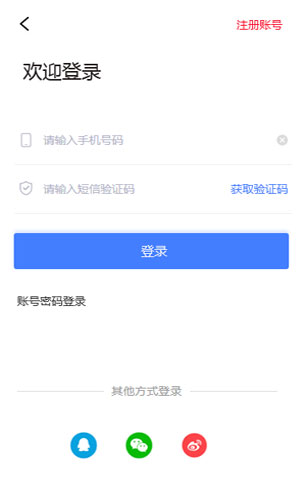 注册账号
欢迎登录
请输入手机号码
请输入短信验证码 获取验证码
登录
账号密码登录
其他方式登录